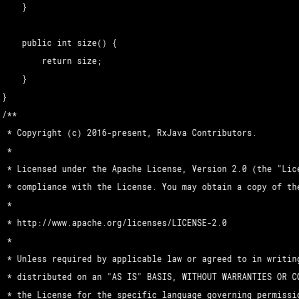 }
public int size() {
return size;
}
}
/**
* Copyright (c) 2016-present, RxJava Contributors.
*
* Licensed under the Apache License, Version 2.0 (the "Lice
* compliance with the License. You may obtain a copy of the
*
* http://www.apache.org/licenses/LICENSE-2.0
*
* Unless required by applicable law or agreed to in writing
* distributed on an "AS IS" BASIS, WITHOUT WARRANTIES OR CO
* the License for the specific language governing permissio